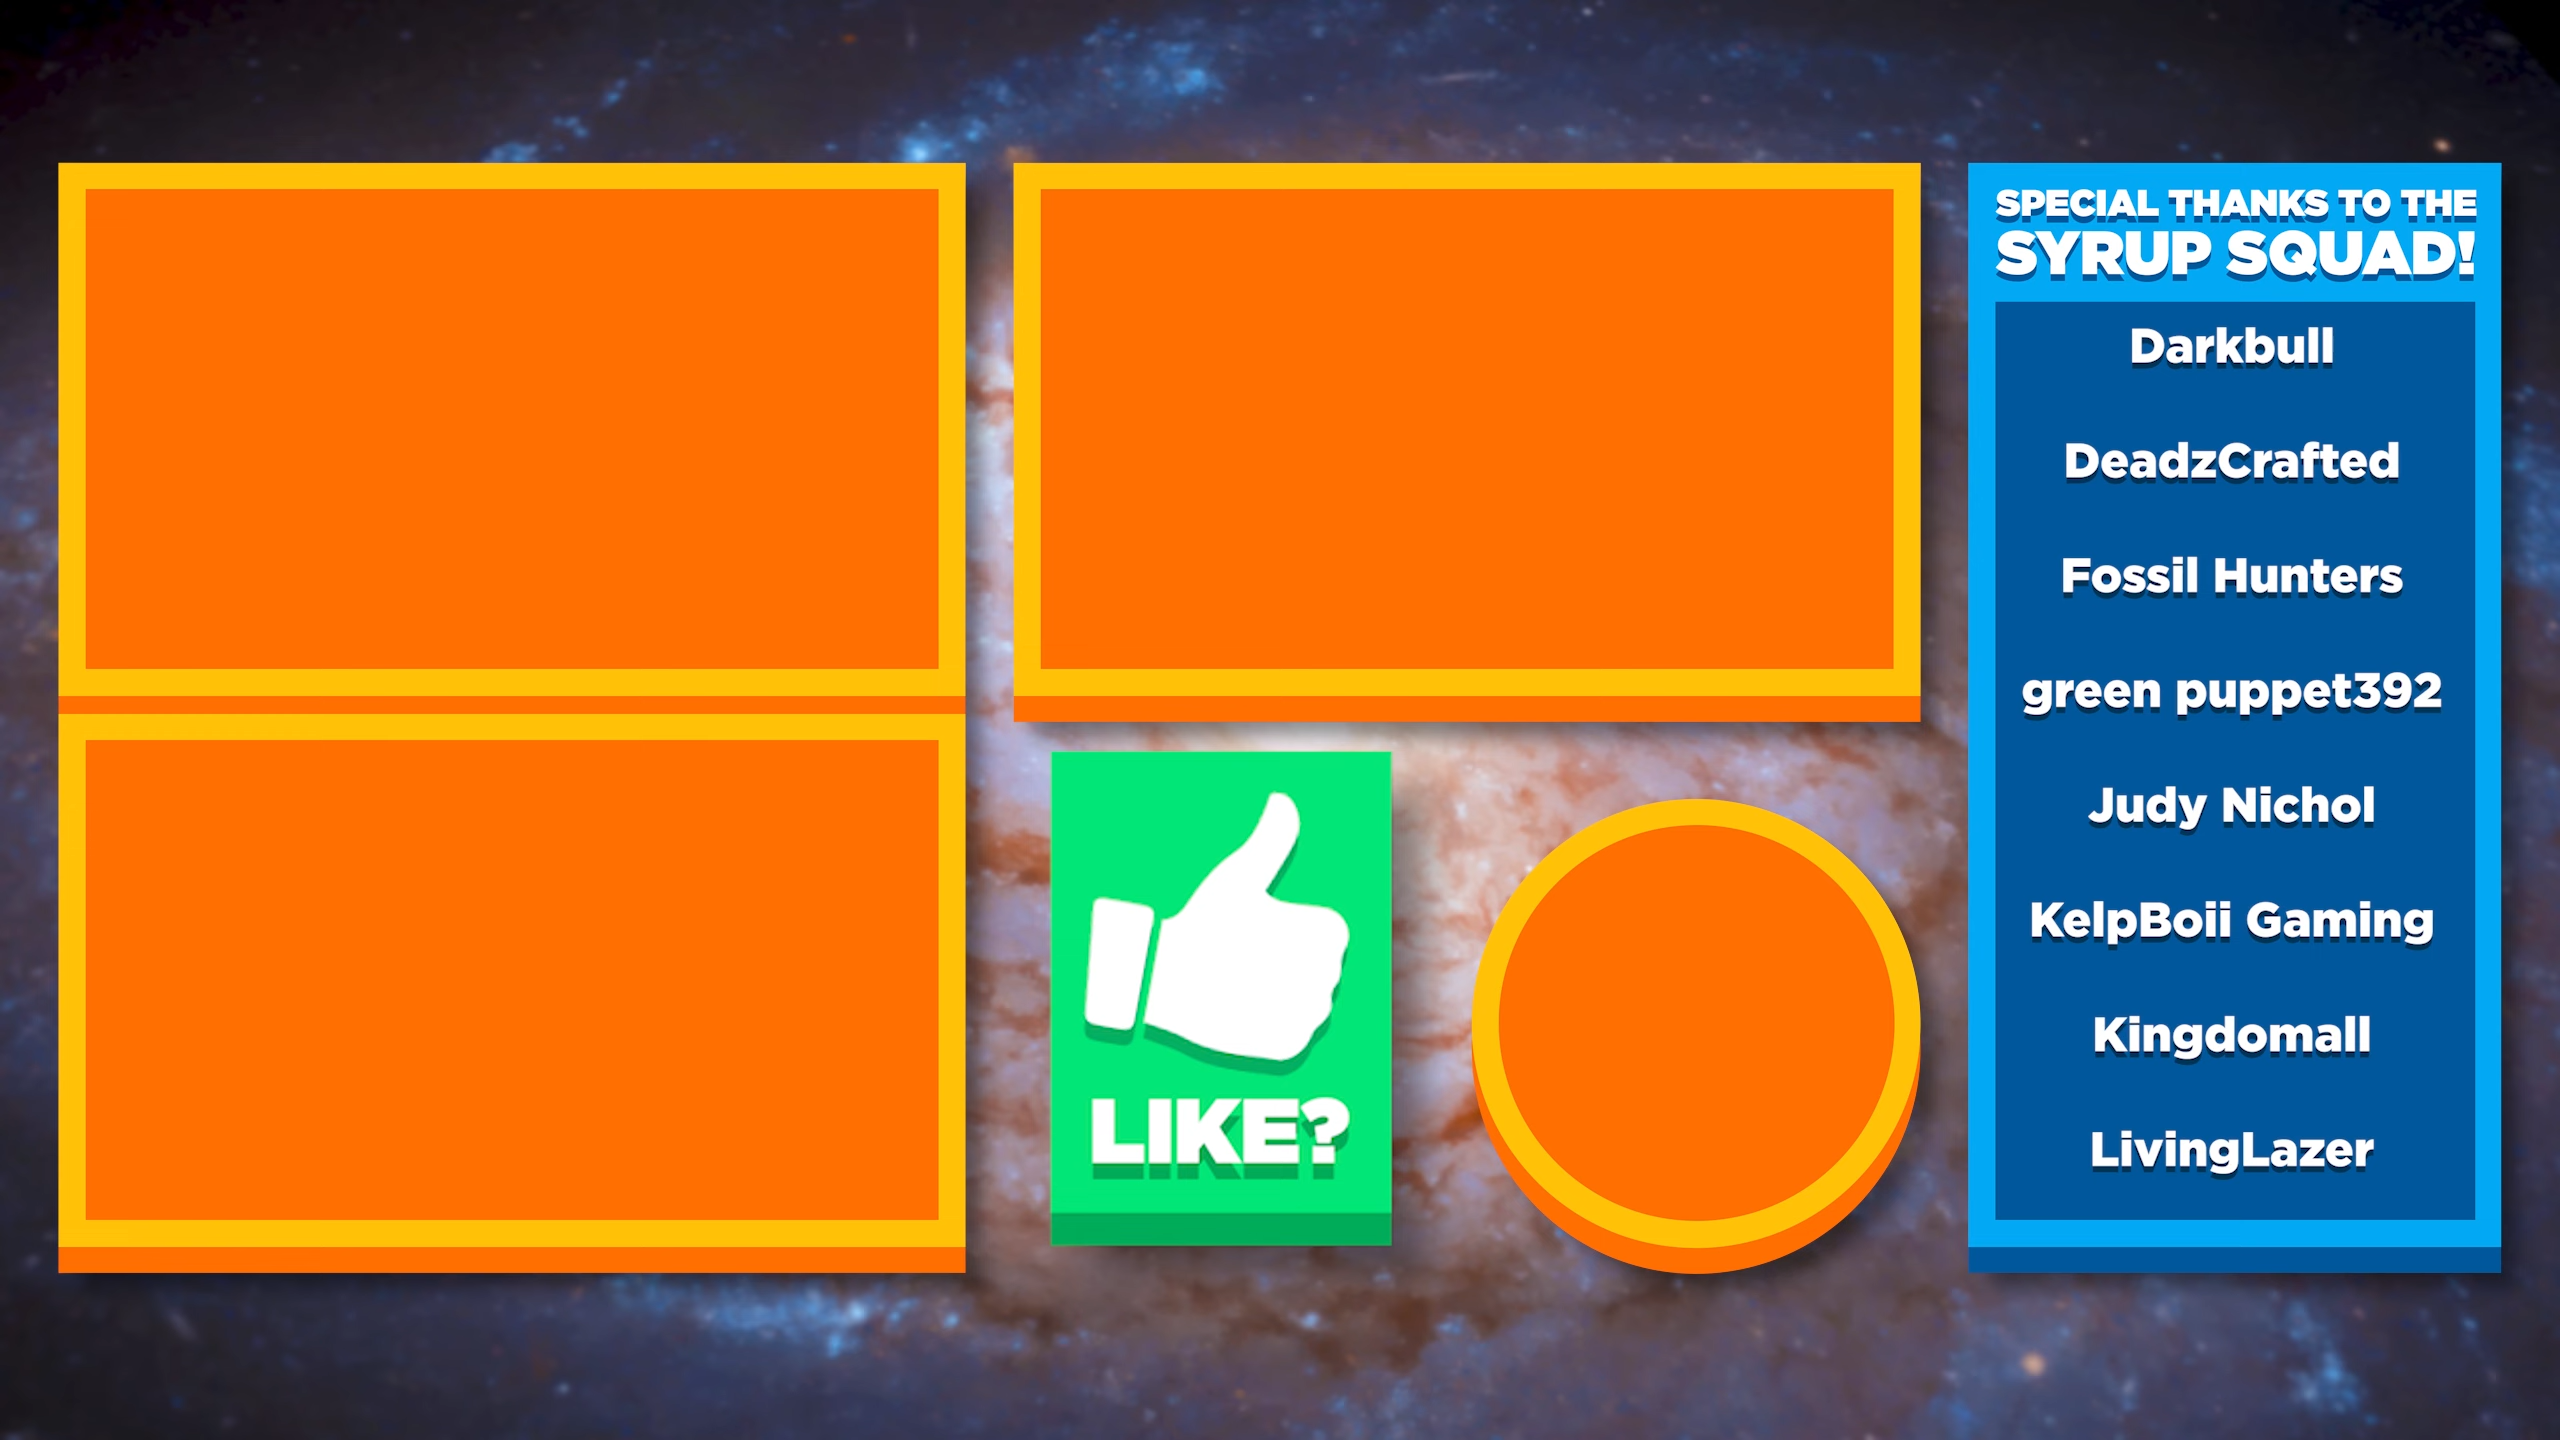 SPECIAL THANKS TO THE
SYRUP SQUAD!
Darkbull
DeadzCrafted
Fossil Hunters
green puppet392
Judy Nichol
KelpBoii Gaming
Kingdomall
LivingLazer
LIKE?